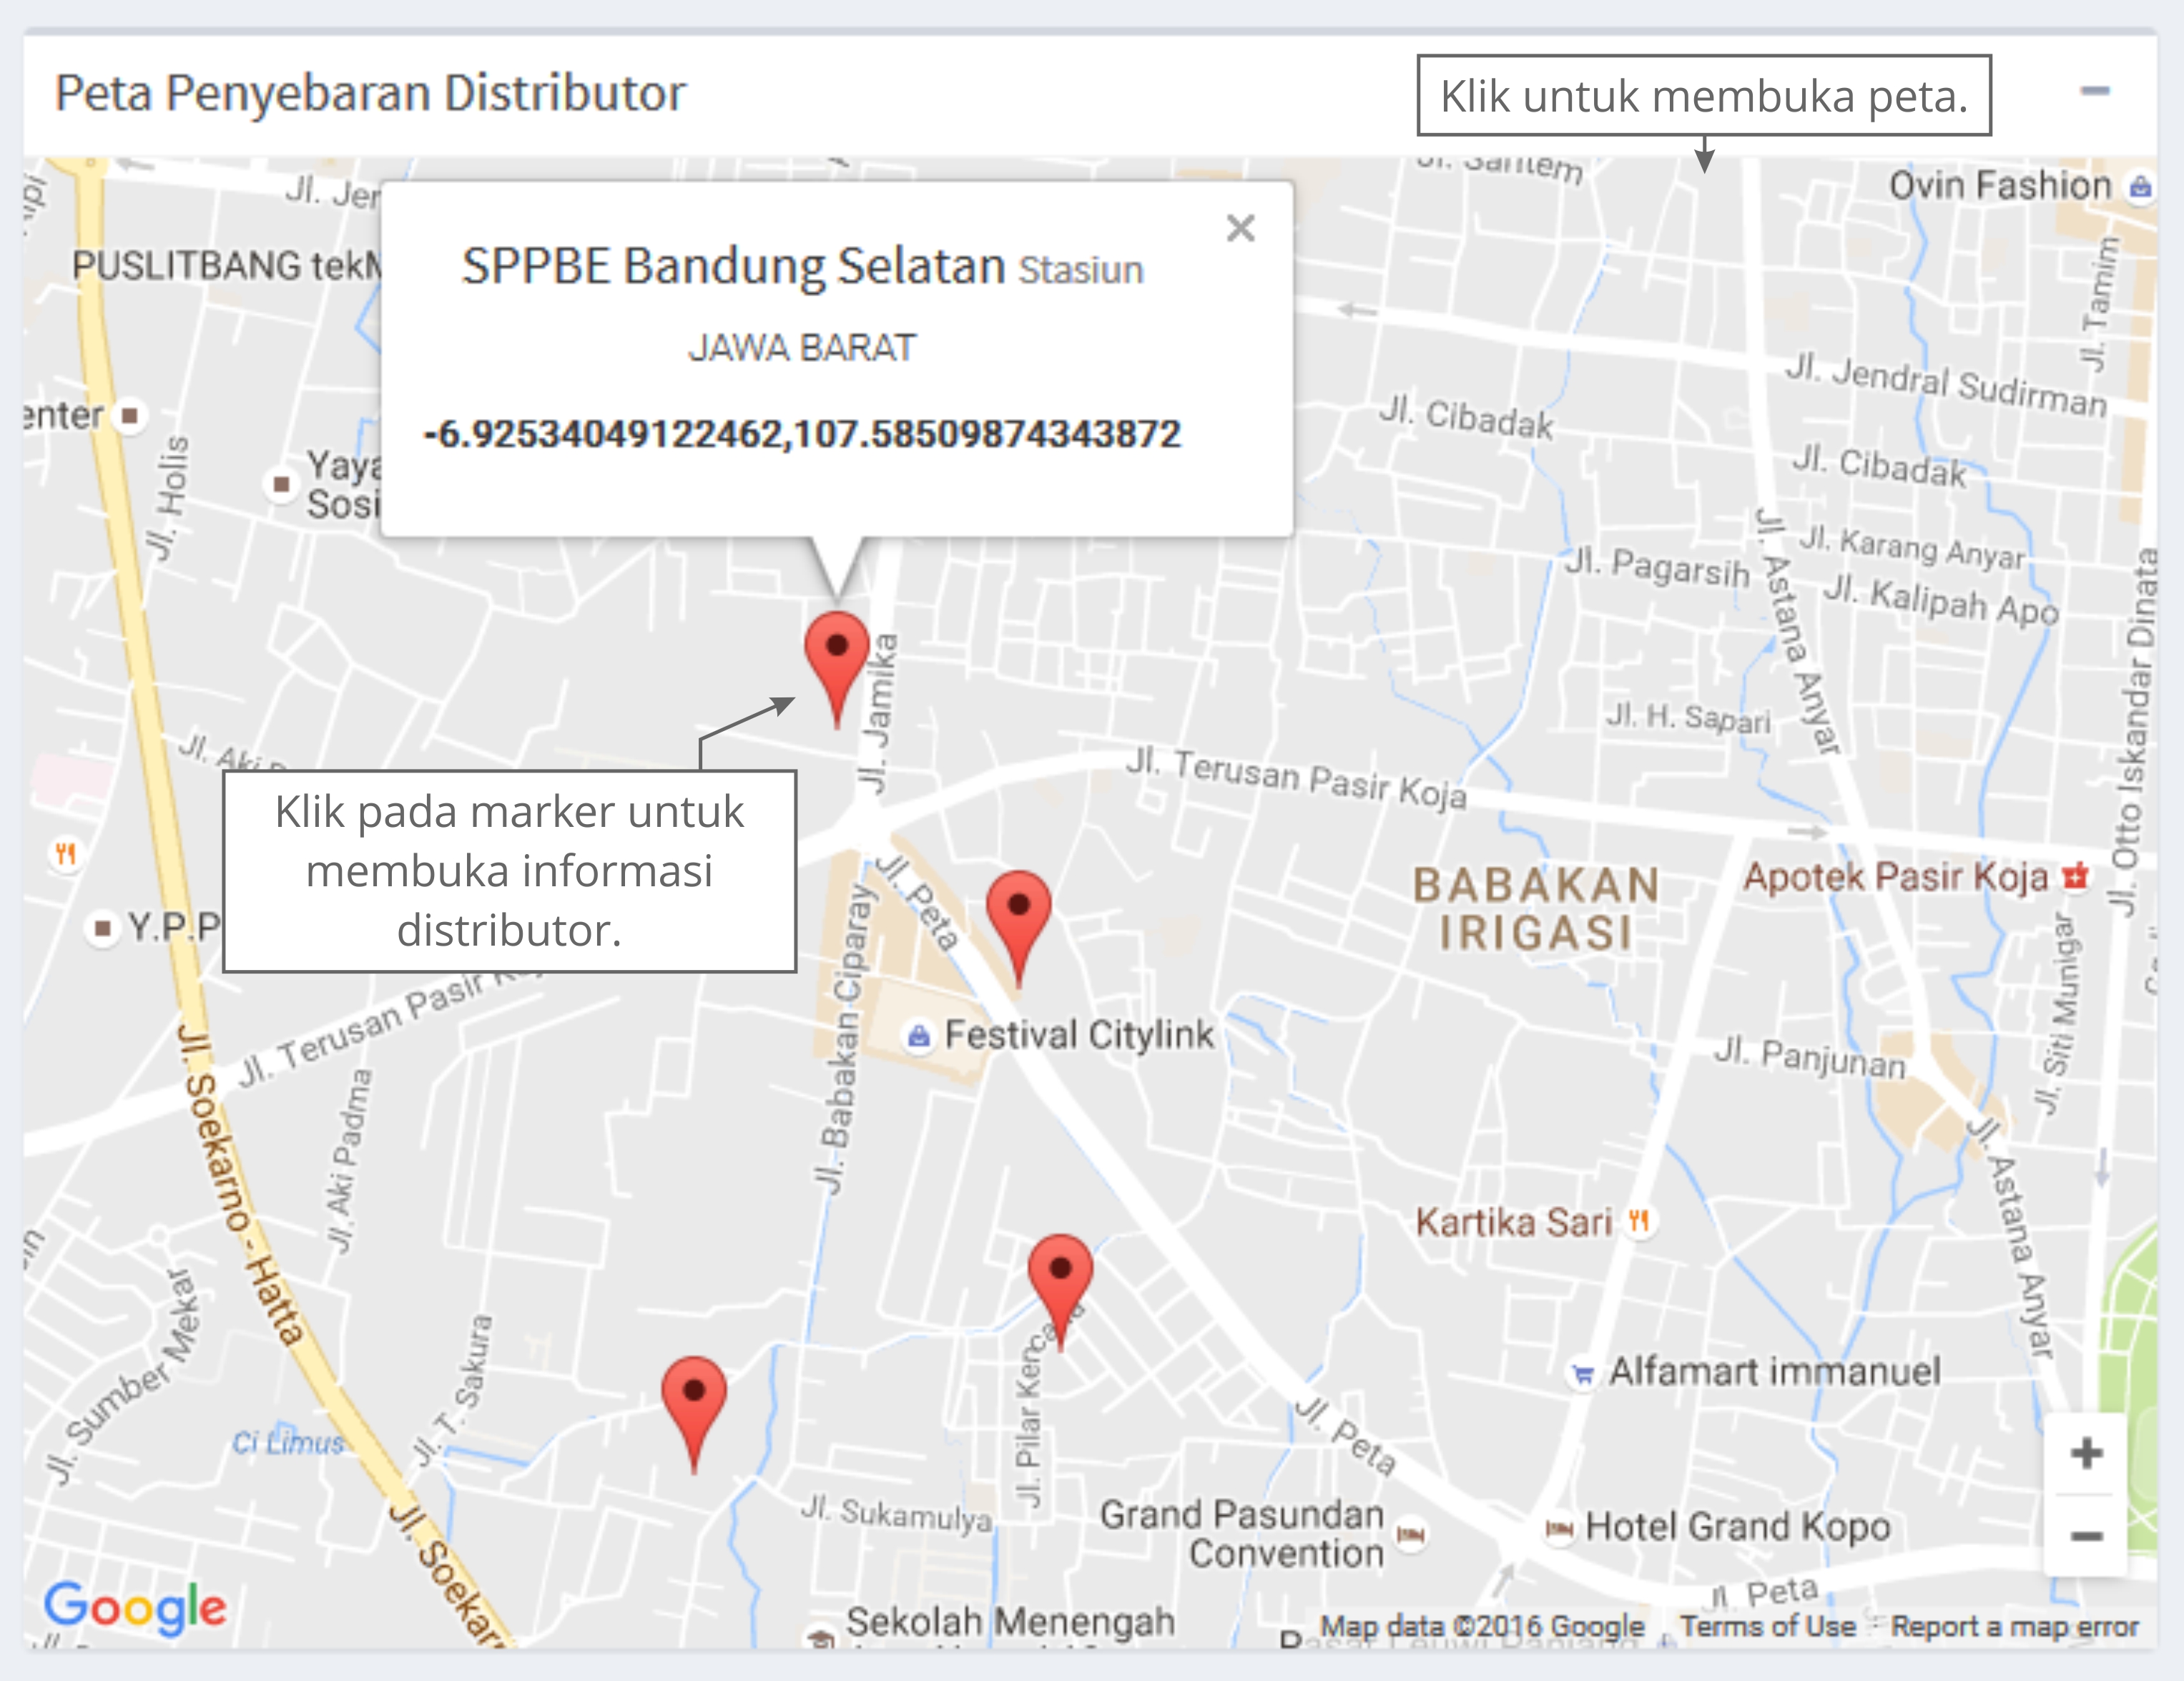 Peta Penyebaran Distributor
Klik untuk membuka peta.
Jl. Santem
Ovin Fashion
Jl. Jer
PUSLITBANG tekM
SPPBE Bandung Selatan Stasiun
JAWA BARAT
-6.92534049122462,107.58509874343872
Jl. Tamim
Jl. Jendral Sudirman
enter
Jl. Cibadak
Jl. Cibadak
Jl. Holis
Yaya
Sosi
Jl. Karang Anyar
Jl. Pagarsih
Jl. Astana Anyar
Jl. Kalipah Apo
Jl. Otto Iskandar Dinata
Jl. Jamika
Jl. H. Sapari
Jl. Aki P
Jl. Terusan Pasir Koja
Klik pada marker untuk
membuka informasi
distributor.
Jl. Peta
BABAKAN
IRIGASI
Apotek Pasir Koja
Y.P.P
Jl. Babakan Ciparay
Jl. Terusan Pasir Koja
Festival Citylink
Jl. Siti Munigar
Jl. Panjunan
Jl. Soekarno - Hatta
Jl. Aki Padma
Jl. Astana Anyar
Kartika Sari
Jl. Sumber Mekar
Jl. T. Sakura
Jl. Pilar Kencana
Alfamart immanuel
Ci Limus
Jl. Peta
Jl. Sukamulya
Grand Pasundan
Convention
Hotel Grand Kopo
Jl. Soekarn
Jl. Peta
Google
Sekolah Menengah
Map data ©2016 Google
Terms of Use
Report a map error